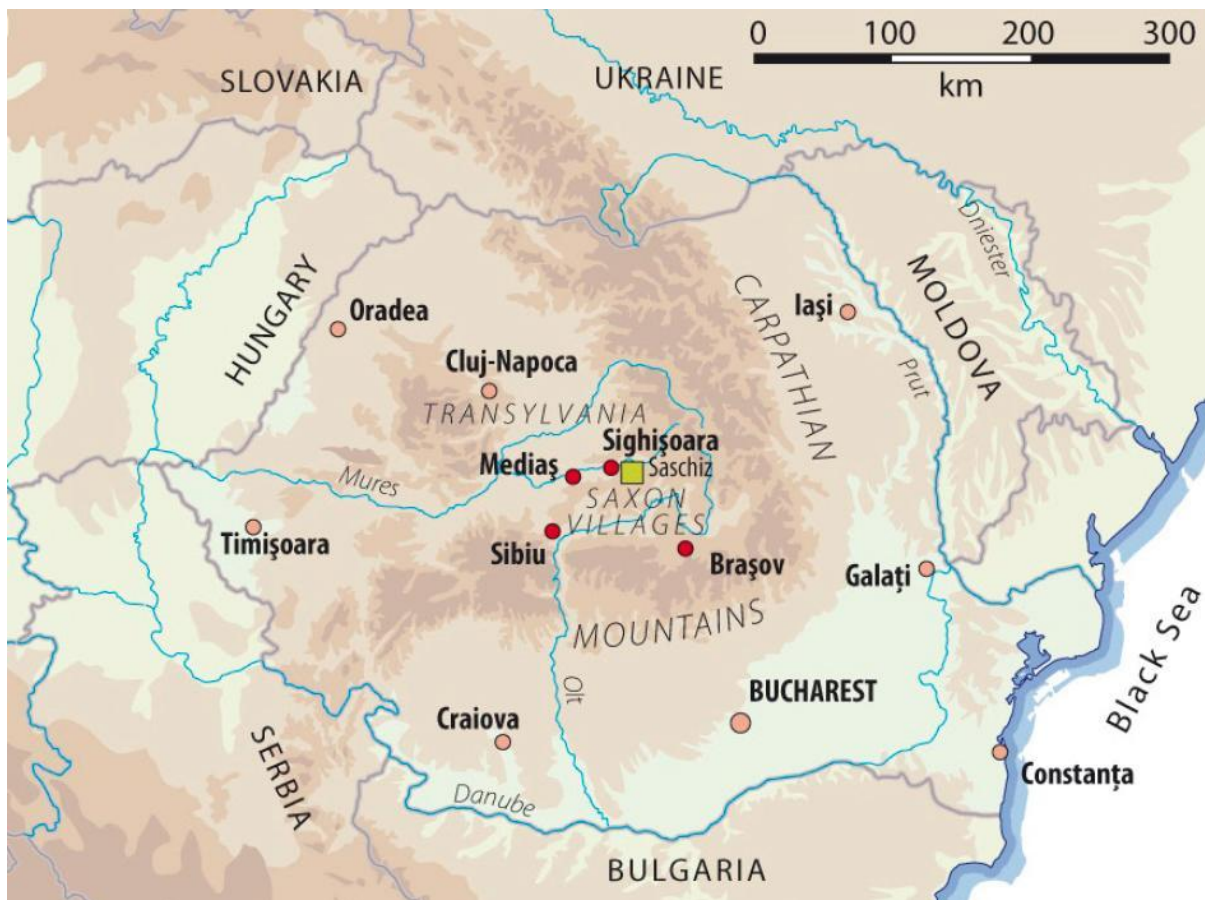 0 100 200 300
km
SLOVAKIA
UKRAINE
Dniester
HUNGARY
MOLDOVA
CARPATHIAN
Iaşi
Oradea
Prut
Cluj-Napoca
TRANSYLVANIA
Sighişoara
Mediaş
Saschiz
Mures
SAXON
VILLAGES
Timişoara
Sibiu
Braşov
Galaţi
MOUNTAINS
Black Sea
Olt
BUCHAREST
Craiova
SERBIA
Constanţa
Danube
BULGARIA